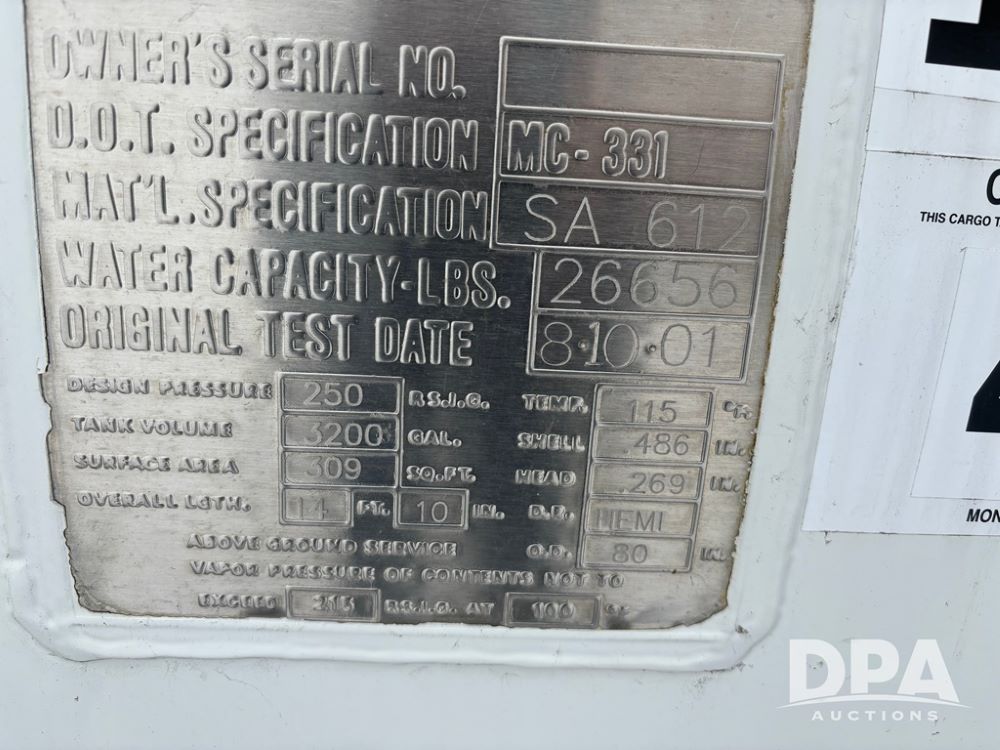 OWNER'S SERIAL NO.
D.O.T. SPECIFICATION MC-331
MAT'L. SPECIFICATION SA 612
WATER CAPACITY-LBS. 26656
ORIGINAL TEST DATE 8·10·01
DESIGN PRESSURE 250 P.S.I.G. TEMP. 115 °F.
TANK VOLUME 3200 GAL. SHELL .486 IN.
SURFACE AREA 309 SQ.FT. HEAD .269 IN.
OVERALL LGTH. 14 FT. 10 IN. D.R. HEMI
ABOVE GROUND SERVICE O.D. 80 IN.
VAPOR PRESSURE OF CONTENTS NOT TO
EXCEED 215 P.S.I.G. AT 100 °F
THIS CARGO T
MON
DPA
AUCTIONS